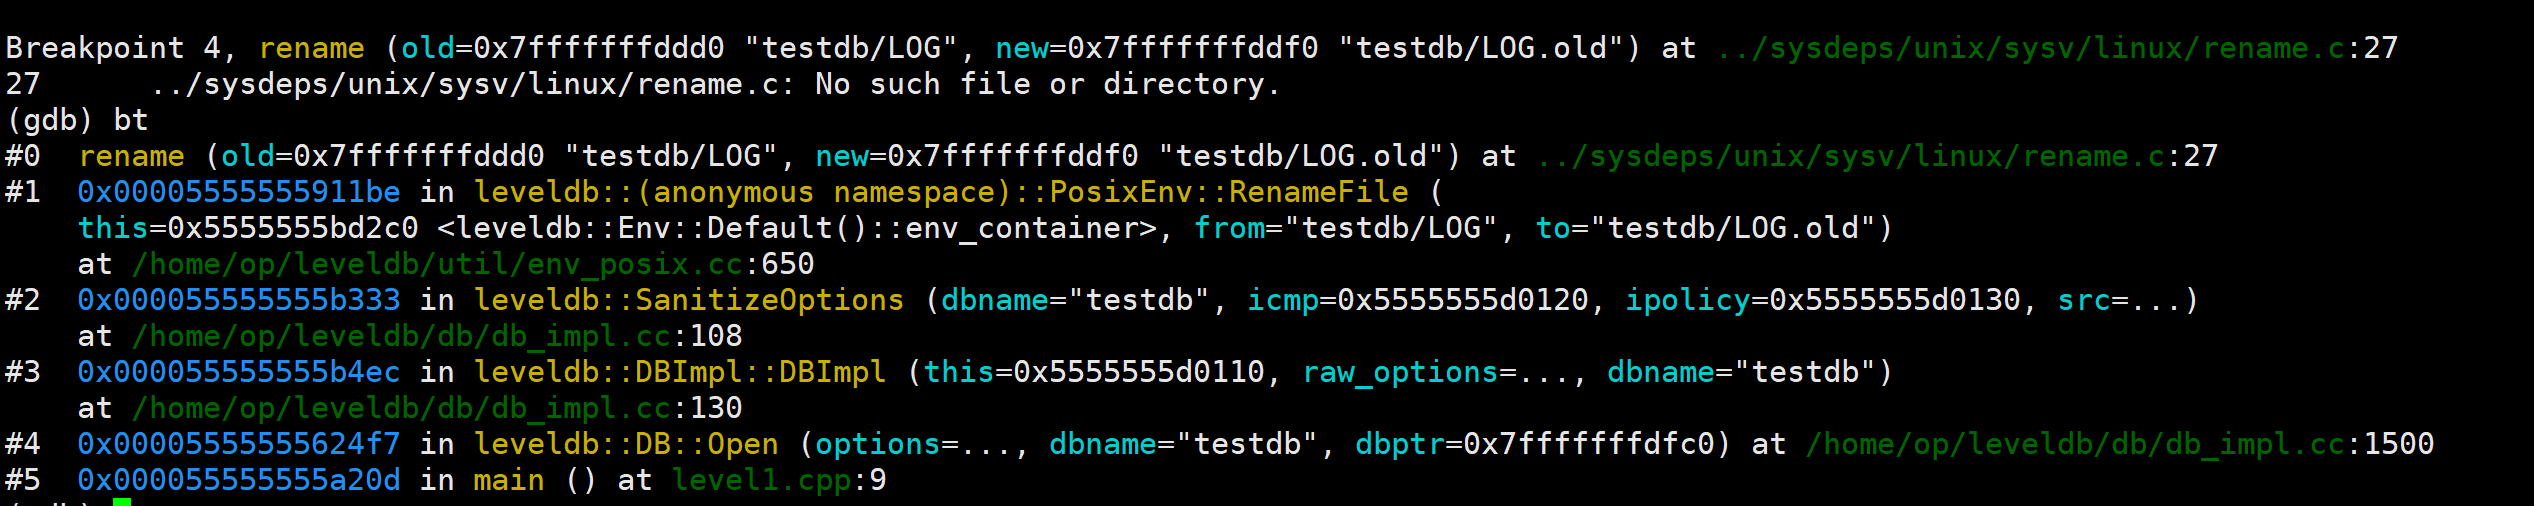 Breakpoint 4, rename (old=0x7fffffffddd0 "testdb/LOG", new=0x7fffffffddf0 "testdb/LOG.old") at ../sysdeps/unix/sysv/linux/rename.c:27
27      ../sysdeps/unix/sysv/linux/rename.c: No such file or directory.
(gdb) bt
#0  rename (old=0x7fffffffddd0 "testdb/LOG", new=0x7fffffffddf0 "testdb/LOG.old") at ../sysdeps/unix/sysv/linux/rename.c:27
#1  0x00005555555911be in leveldb::(anonymous namespace)::PosixEnv::RenameFile (
    this=0x5555555bd2c0 <leveldb::Env::Default()::env_container>, from="testdb/LOG", to="testdb/LOG.old")
    at /home/op/leveldb/util/env_posix.cc:650
#2  0x000055555555b333 in leveldb::SanitizeOptions (dbname="testdb", icmp=0x5555555d0120, ipolicy=0x5555555d0130, src=...)
    at /home/op/leveldb/db/db_impl.cc:108
#3  0x000055555555b4ec in leveldb::DBImpl::DBImpl (this=0x5555555d0110, raw_options=..., dbname="testdb")
    at /home/op/leveldb/db/db_impl.cc:130
#4  0x00005555555624f7 in leveldb::DB::Open (options=..., dbname="testdb", dbptr=0x7fffffffdfc0) at /home/op/leveldb/db/db_impl.cc:1500
#5  0x000055555555a20d in main () at level1.cpp:9